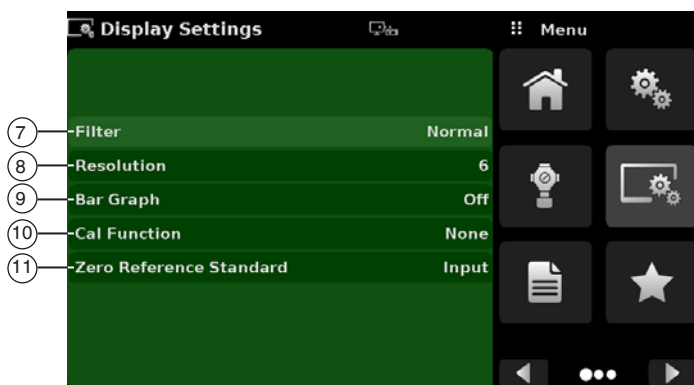 Display Settings
Menu
7 Filter Normal
8 Resolution 6
9 Bar Graph Off
10 Cal Function None
11 Zero Reference Standard Input